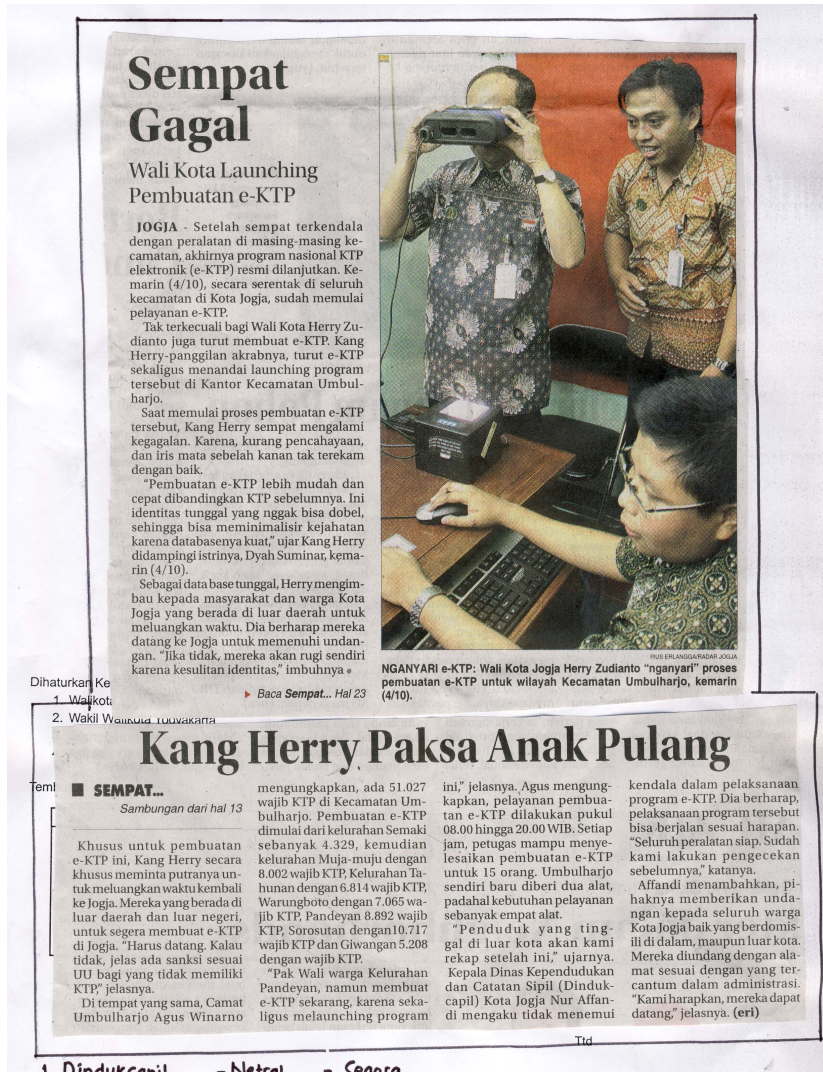 Sempat
Gagal
Wali Kota Launching
Pembuatan e-KTP
JOGJA - Setelah sempat terkendala
dengan peralatan di masing-masing ke-
camatan, akhirnya program nasional KTP
elektronik (e-KTP) resmi dilanjutkan. Ke-
marin (4/10), secara serentak di seluruh
kecamatan di Kota Jogja, sudah memulai
pelayanan e-KTP.
Tak terkecuali bagi Wali Kota Herry Zu-
dianto juga turut membuat e-KTP. Kang
Herry-panggilan akrabnya, turut e-KTP
sekaligus menandai launching program
tersebut di Kantor Kecamatan Umbul-
harjo.
Saat memulai proses pembuatan e-KTP
tersebut, Kang Herry sempat mengalami
kegagalan. Karena, kurang pencahayaan,
dan iris mata sebelah kanan tak terekam
dengan baik.
“Pembuatan e-KTP lebih mudah dan
cepat dibandingkan KTP sebelumnya. Ini
identitas tunggal yang nggak bisa dobel,
sehingga bisa meminimalisir kejahatan
karena databasenya kuat,” ujar Kang Herry
didampingi istrinya, Dyah Suminar, kema-
rin (4/10).
Sebagai data base tunggal, Herry mengim-
bau kepada masyarakat dan warga Kota
Jogja yang berada di luar daerah untuk
meluangkan waktu. Dia berharap mereka
datang ke Jogja untuk memenuhi undan-
gan. “Jika tidak, mereka akan rugi sendiri
karena kesulitan identitas,” imbuhnya
Baca Sempat... Hal 23
PIUS ERLANGGA/RADAR JOGJA
NGANYARI e-KTP: Wali Kota Jogja Herry Zudianto “nganyari” proses
pembuatan e-KTP untuk wilayah Kecamatan Umbulharjo, kemarin
(4/10).
Dihaturkan Ke
1. Walikota
2. Wakil Walikota Yogyakarta
Temb
Kang Herry Paksa Anak Pulang
SEMPAT...
Sambungan dari hal 13
Khusus untuk pembuatan
e-KTP ini, Kang Herry secara
khusus meminta putranya un-
tuk meluangkan waktu kembali
ke Jogja. Mereka yang berada di
luar daerah dan luar negeri,
untuk segera membuat e-KTP
di Jogja. “Harus datang. Kalau
tidak, jelas ada sanksi sesuai
UU bagi yang tidak memiliki
KTP,” jelasnya.
Di tempat yang sama, Camat
Umbulharjo Agus Winarno
mengungkapkan, ada 51.027
wajib KTP di Kecamatan Um-
bulharjo. Pembuatan e-KTP
dimulai dari kelurahan Semaki
sebanyak 4.329, kemudian
kelurahan Muja-muju dengan
8.002 wajib KTP, Kelurahan Ta-
hunan dengan 6.814 wajib KTP,
Warungboto dengan 7.065 wa-
jib KTP, Pandeyan 8.892 wajib
KTP, Sorosutan dengan10.717
wajib KTP dan Giwangan 5.208
dengan wajib KTP.
“Pak Wali warga Kelurahan
Pandeyan, namun membuat
e-KTP sekarang, karena seka-
ligus melaunching program
ini,” jelasnya. Agus mengung-
kapkan, pelayanan pembua-
tan e-KTP dilakukan pukul
08.00 hingga 20.00 WIB. Setiap
jam, petugas mampu menye-
lesaikan pembuatan e-KTP
untuk 15 orang. Umbulharjo
sendiri baru diberi dua alat,
padahal kebutuhan pelayanan
sebanyak empat alat.
“Penduduk yang ting-
gal di luar kota akan kami
rekap setelah ini,” ujarnya.
Kepala Dinas Kependudukan
dan Catatan Sipil (Dinduk-
capil) Kota Jogja Nur Affan-
di mengaku tidak menemui
kendala dalam pelaksanaan
program e-KTP. Dia berharap,
pelaksanaan program tersebut
bisa berjalan sesuai harapan.
“Seluruh peralatan siap. Sudah
kami lakukan pengecekan
sebelumnya,” katanya.
Affandi menambahkan, pi-
haknya memberikan unda-
ngan kepada seluruh warga
Kota Jogja baik yang berdomis-
ili di dalam, maupun luar kota.
Mereka diundang dengan ala-
mat sesuai dengan yang ter-
cantum dalam administrasi.
“Kami harapkan, mereka dapat
datang,” jelasnya. (eri)
Ttd
1. Dindukcapil - Netral - Segera